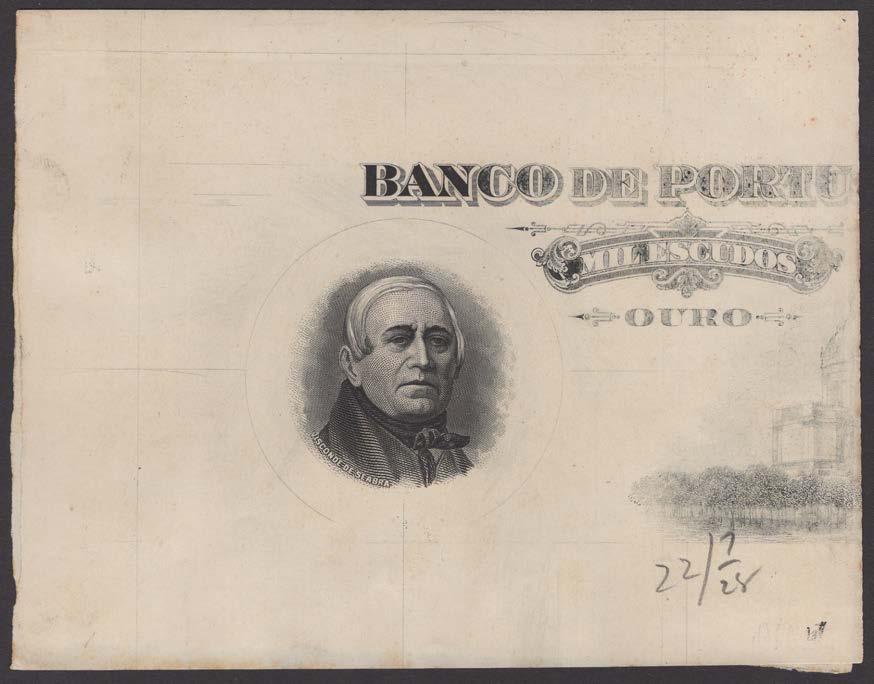 BANCO DE PORTU
MIL ESCUDOS
OURO
VISCONDE DE SEABRA
22/7/28